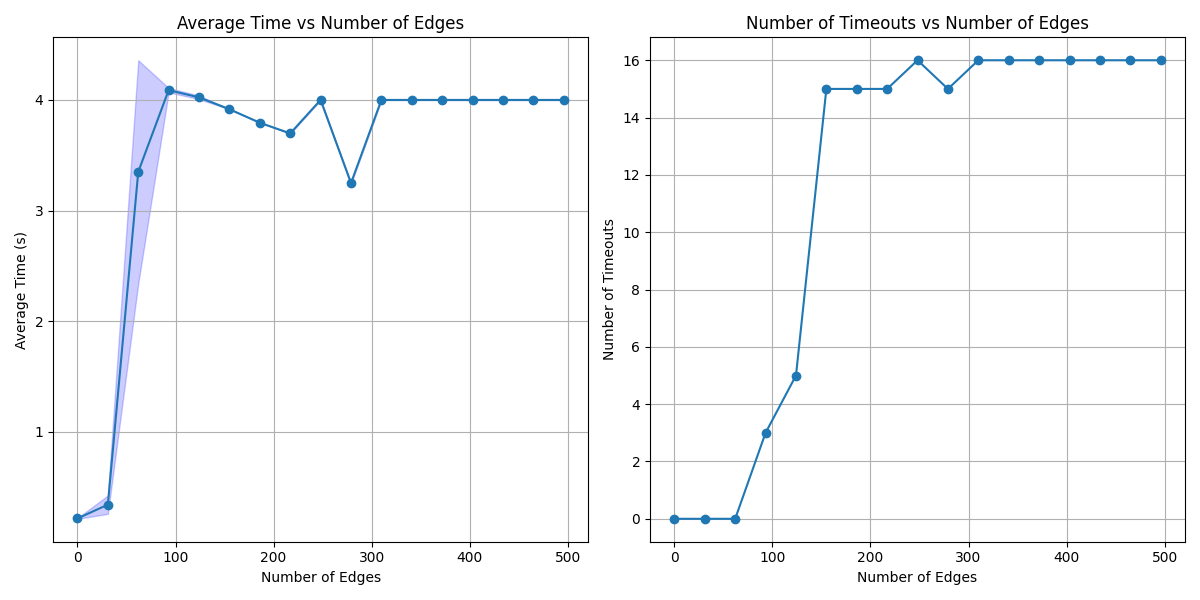 Average Time vs Number of Edges
Average Time (s)
4
3
2
1
0 100 200 300 400 500
Number of Edges
Number of Timeouts vs Number of Edges
Number of Timeouts
16
14
12
10
8
6
4
2
0
0 100 200 300 400 500
Number of Edges